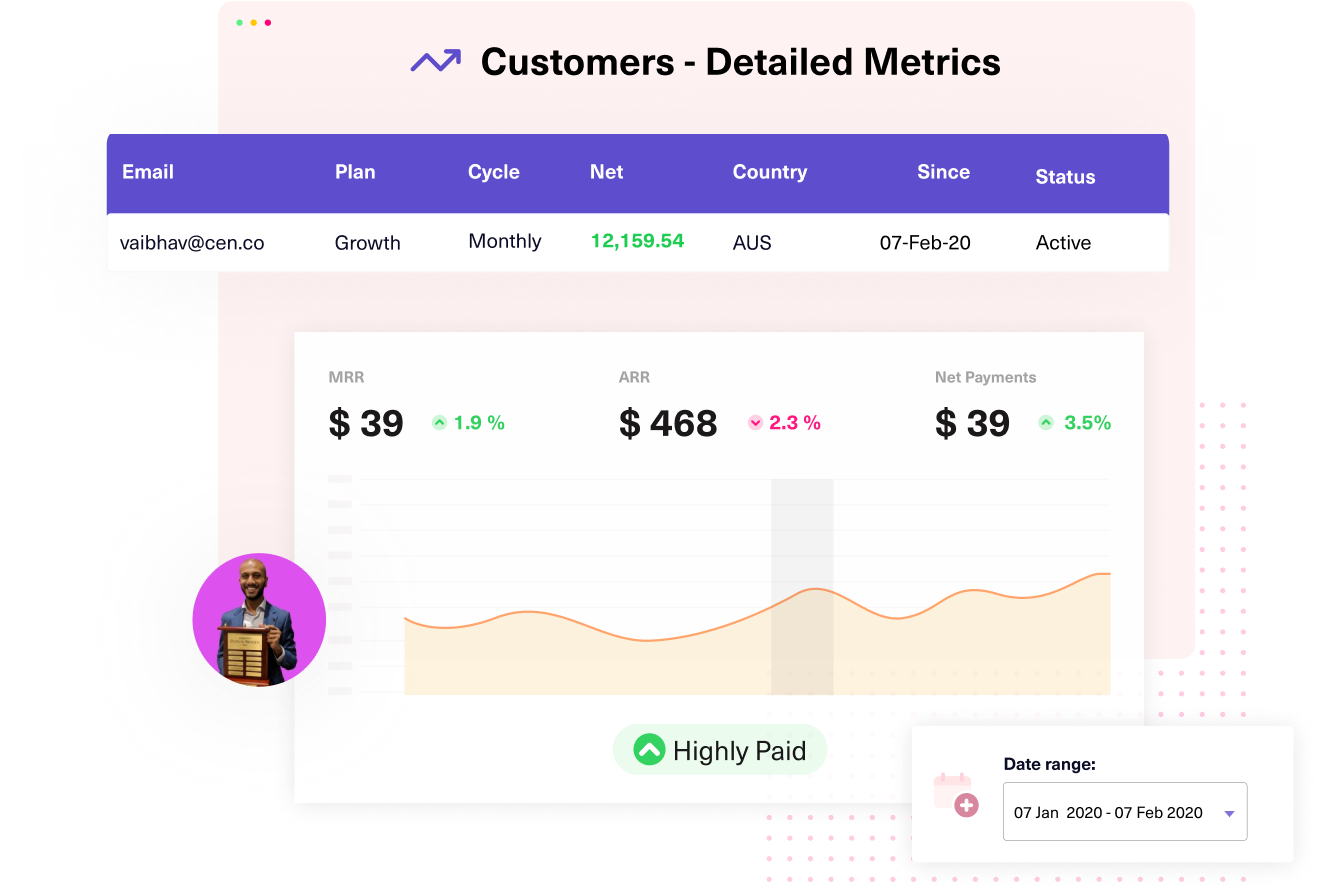 Customers - Detailed Metrics
Email Plan Cycle Net Country Since Status
vaibhav@cen.co Growth Monthly 12,159.54 AUS 07-Feb-20 Active
MRR ARR Net Payments
$ 39 1.9 % $ 468 2.3 % $ 39 3.5%
Highly Paid
Date range:
07 Jan 2020 - 07 Feb 2020